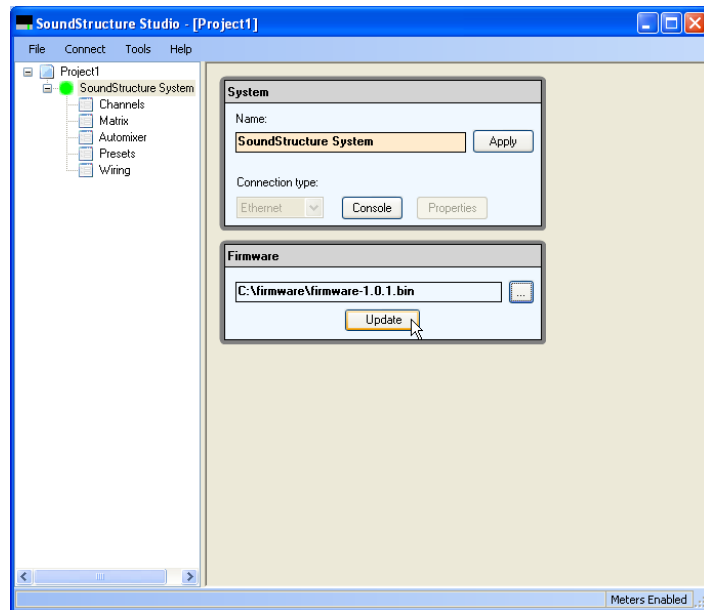 SoundStructure Studio - [Project1]
File Connect Tools Help
Project1
SoundStructure System
Channels
Matrix
Automixer
Presets
Wiring
System
Name:
SoundStructure System Apply
Connection type:
Ethernet Console Properties
Firmware
C:\firmware\firmware-1.0.1.bin ...
Update
Meters Enabled